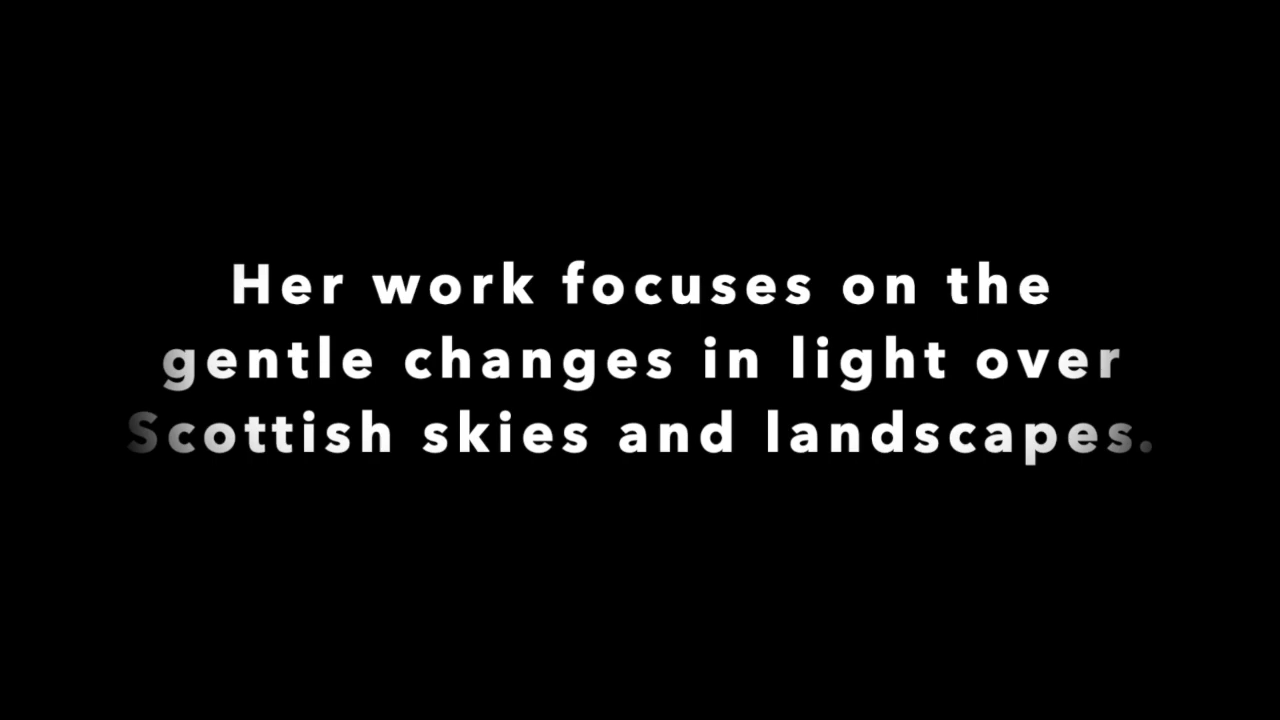 Her work focuses on the
gentle changes in light over
Scottish skies and landscapes.